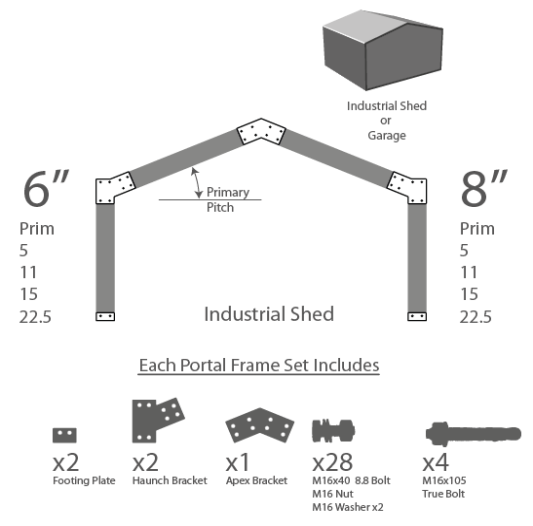 Industrial Shed
or
Garage
6”
Prim
5
11
15
22.5
Primary
Pitch
8”
Prim
5
11
15
22.5
Industrial Shed
Each Portal Frame Set Includes
x2
Footing Plate
x2
Haunch Bracket
x1
Apex Bracket
x28
M16x40 8.8 Bolt
M16 Nut
M16 Washer x2
x4
M16x105
True Bolt